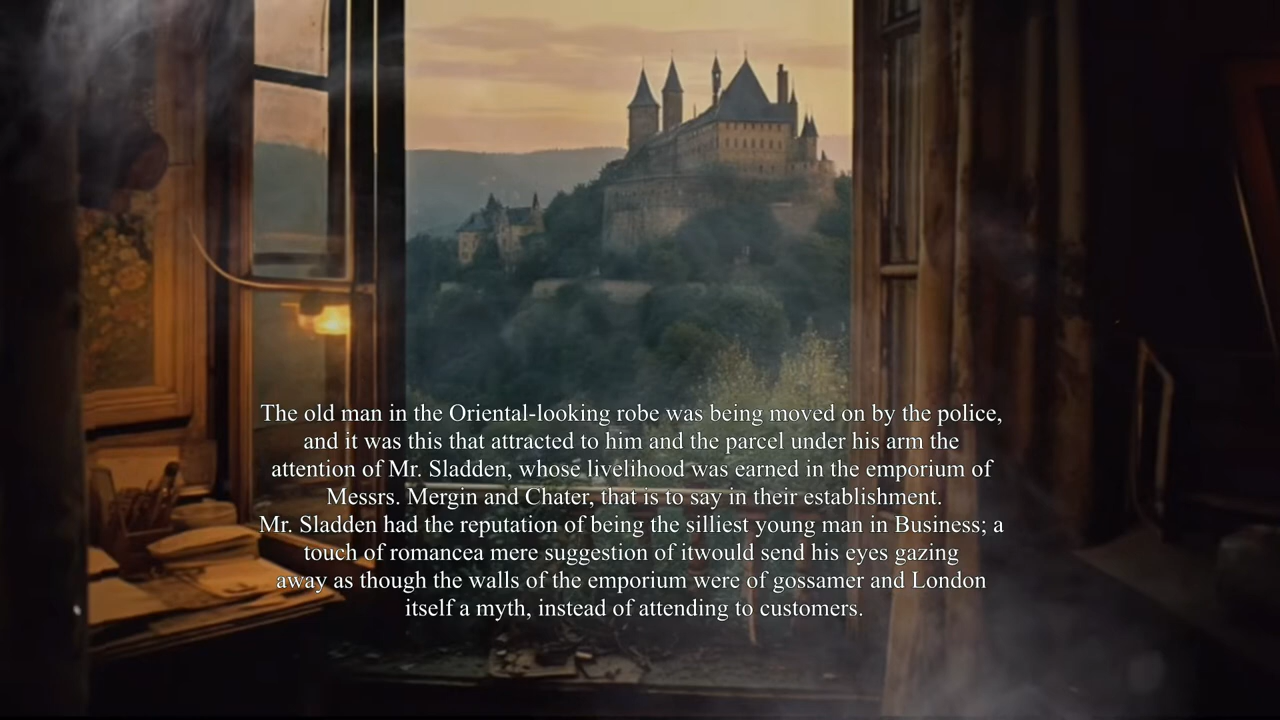 The old man in the Oriental-looking robe was being moved on by the police,
and it was this that attracted to him and the parcel under his arm the
attention of Mr. Sladden, whose livelihood was earned in the emporium of
Messrs. Mergin and Chater, that is to say in their establishment.
Mr. Sladden had the reputation of being the silliest young man in Business; a
touch of romancea mere suggestion of itwould send his eyes gazing
away as though the walls of the emporium were of gossamer and London
itself a myth, instead of attending to customers.